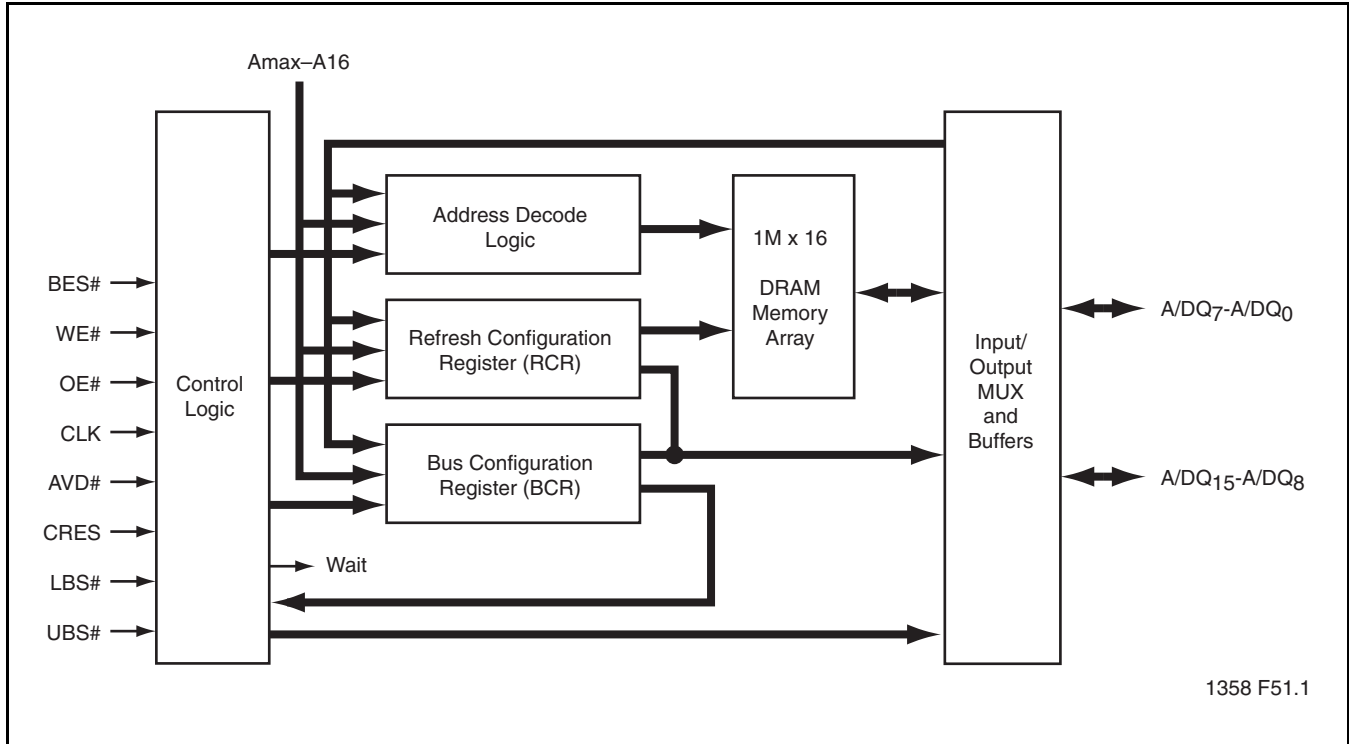 Amax–A16
BES#
WE#
OE#
CLK
AVD#
CRES
LBS#
UBS#
Control
Logic
Address Decode
Logic
Refresh Configuration
Register (RCR)
Bus Configuration
Register (BCR)
Wait
1M x 16
DRAM
Memory
Array
Input/
Output
MUX
and
Buffers
A/DQ7-A/DQ0
A/DQ15-A/DQ8
1358 F51.1